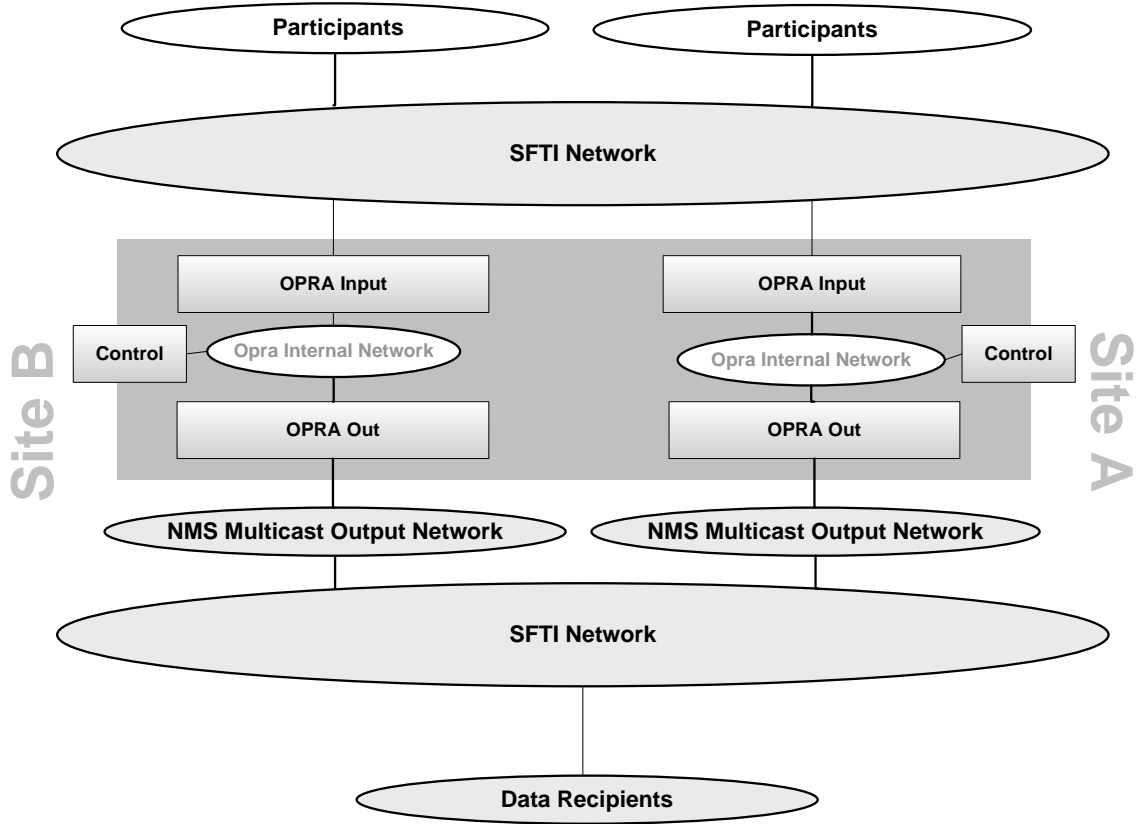 Participants
Participants
SFTI Network
OPRA Input
OPRA Input
Control
Opra Internal Network
Opra Internal Network
Control
Site B
Site A
OPRA Out
OPRA Out
NMS Multicast Output Network
NMS Multicast Output Network
SFTI Network
Data Recipients